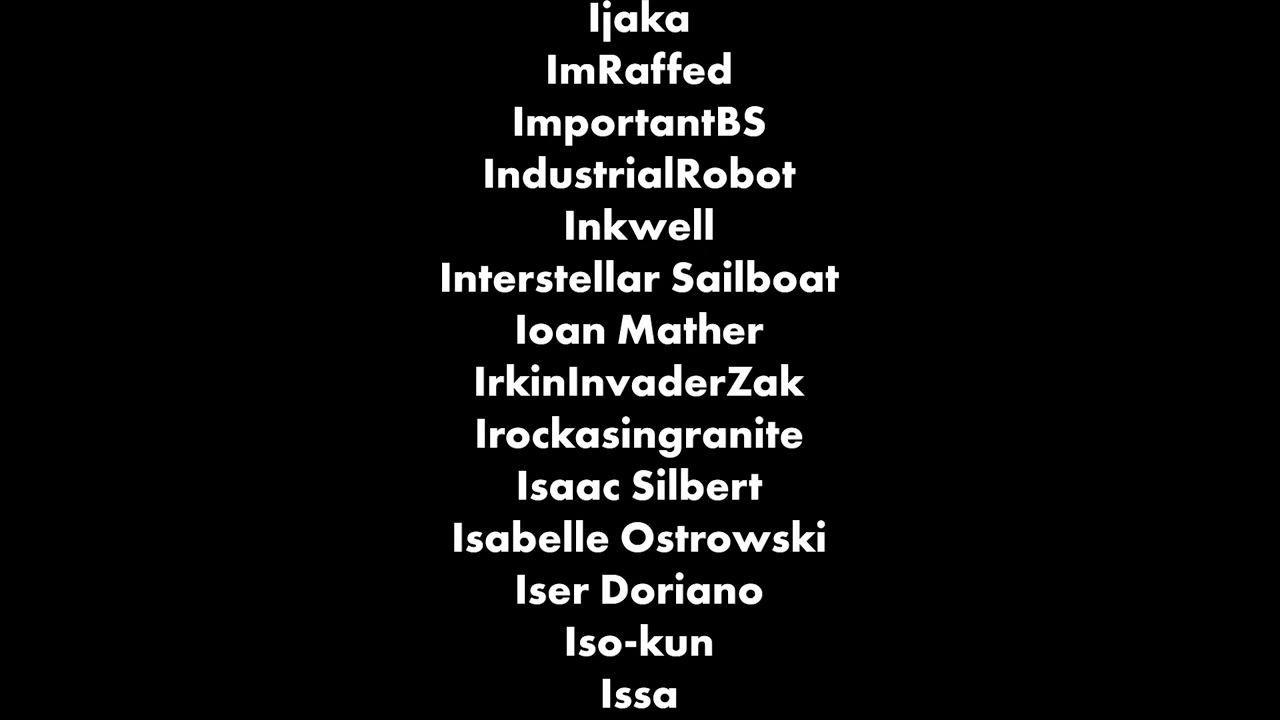 Ijaka
ImRaffed
ImportantBS
IndustrialRobot
Inkwell
Interstellar Sailboat
Ioan Mather
IrkinInvaderZak
Irockasingranite
Isaac Silbert
Isabelle Ostrowski
Iser Doriano
Iso-kun
Issa